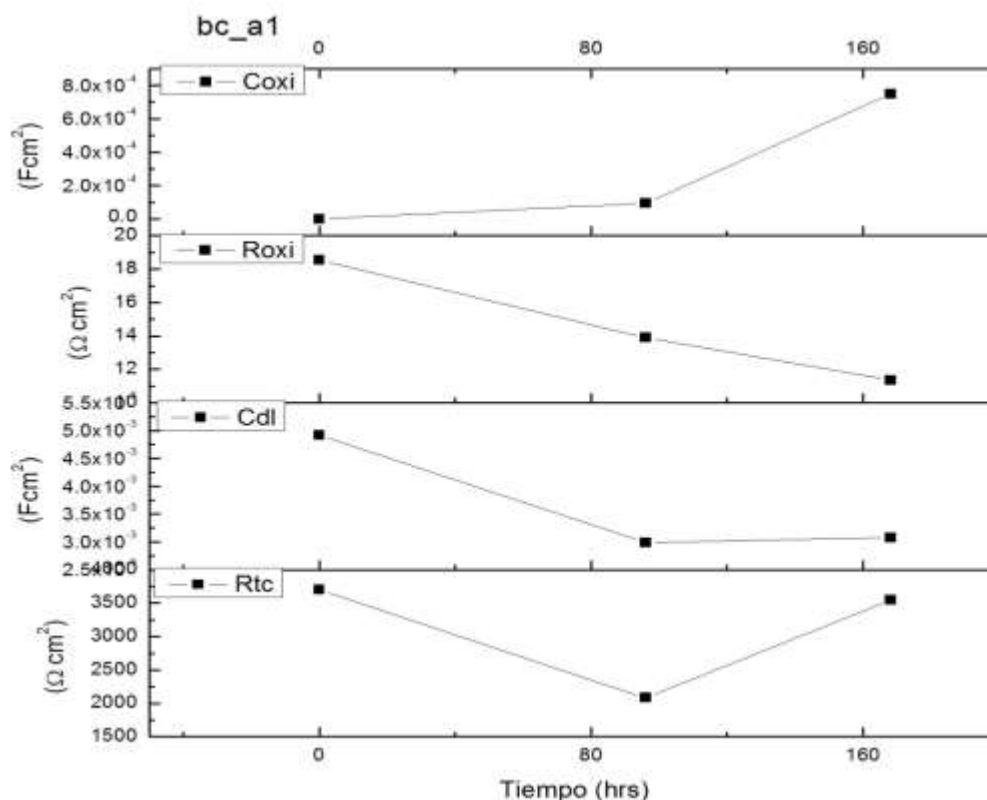 bc_a1
0 80 160
Coxi
8.0x10⁻⁴
6.0x10⁻⁴
4.0x10⁻⁴
2.0x10⁻⁴
0.0
(Fcm²)
20
Roxi
18
16
14
12
(Ω cm²)
Cdl
5.0x10⁻³
4.5x10⁻³
4.0x10⁻³
3.5x10⁻³
3.0x10⁻³
(Fcm²)
Rtc
3500
3000
2500
2000
1500
(Ω cm²)
0 80 160
Tiempo (hrs)